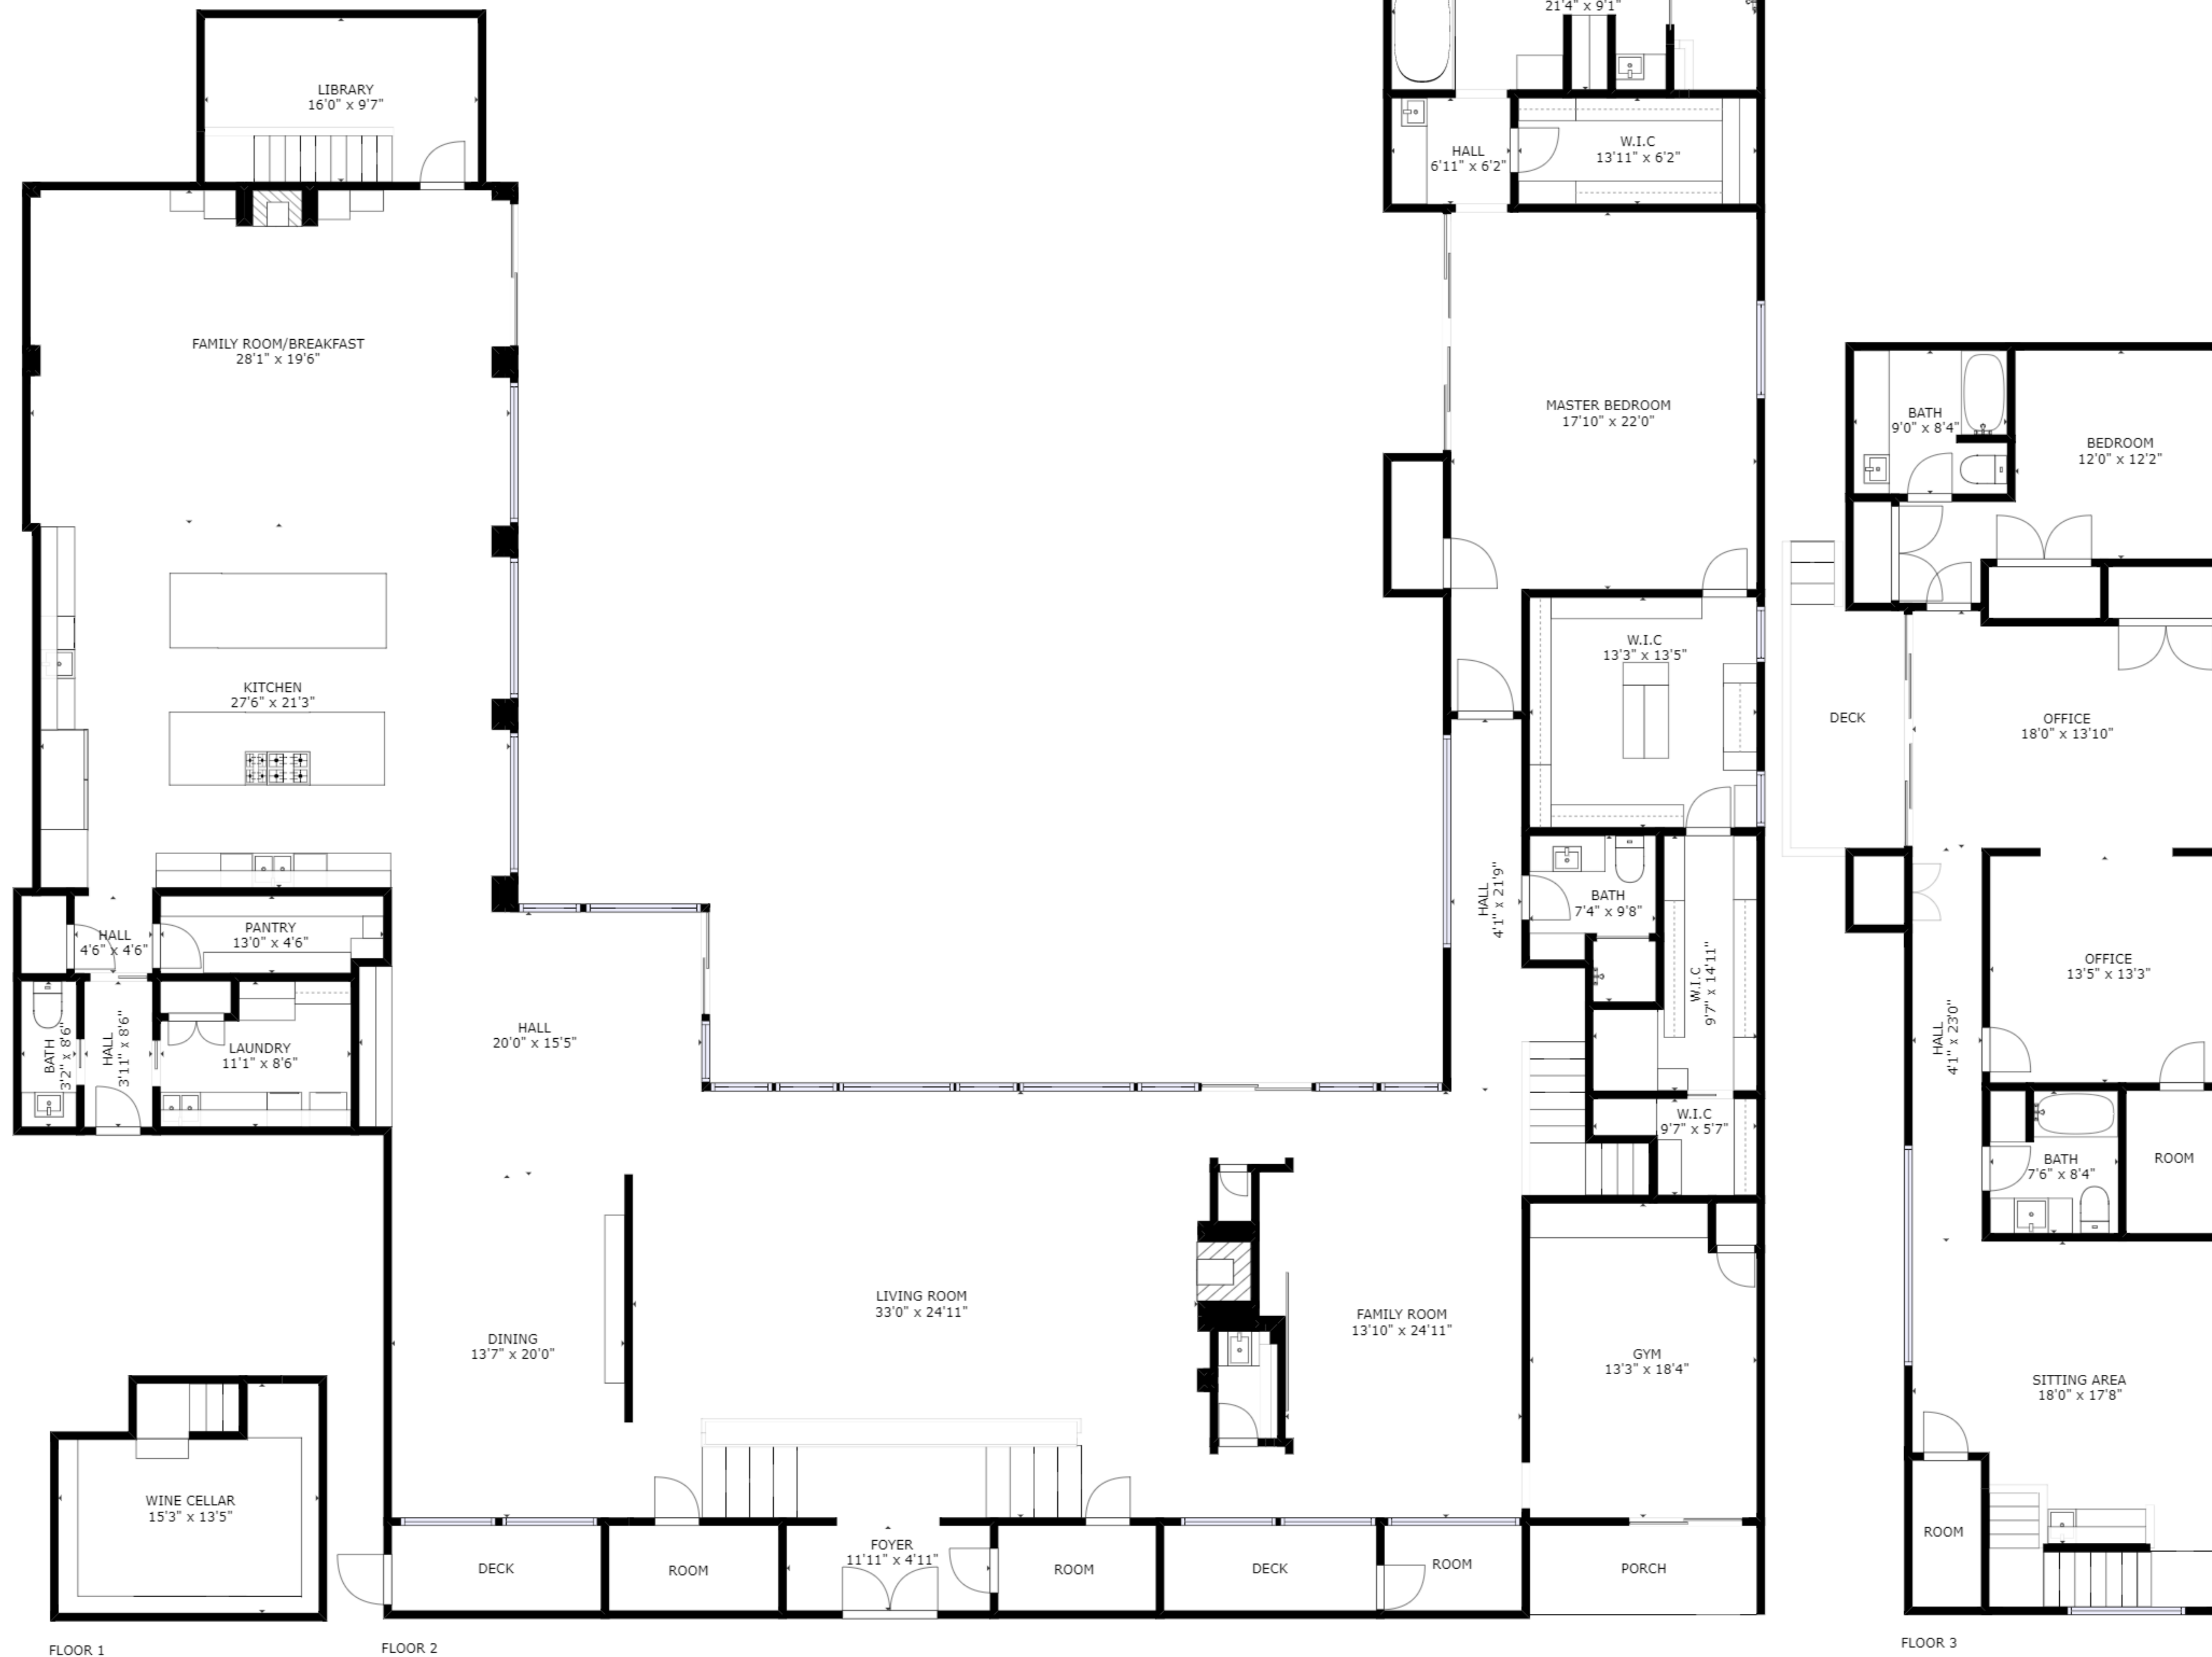 21'4" x 9'1"
LIBRARY
16'0" x 9'7"
HALL
6'11" x 6'2"
W.I.C
13'11" x 6'2"
FAMILY ROOM/BREAKFAST
28'1" x 19'6"
MASTER BEDROOM
17'10" x 22'0"
BATH
9'0" x 8'4"
BEDROOM
12'0" x 12'2"
W.I.C
13'3" x 13'5"
KITCHEN
27'6" x 21'3"
DECK
OFFICE
18'0" x 13'10"
HALL
4'1" x 21'9"
BATH
7'4" x 9'8"
PANTRY
13'0" x 4'6"
HALL
4'6" x 4'6"
W.I.C
9'7" x 14'11"
OFFICE
13'5" x 13'3"
HALL
20'0" x 15'5"
BATH
3'2" x 8'6"
HALL
3'11" x 8'6"
LAUNDRY
11'1" x 8'6"
HALL
4'1" x 23'0"
W.I.C
9'7" x 5'7"
BATH
7'6" x 8'4"
ROOM
LIVING ROOM
33'0" x 24'11"
FAMILY ROOM
13'10" x 24'11"
DINING
13'7" x 20'0"
GYM
13'3" x 18'4"
SITTING AREA
18'0" x 17'8"
WINE CELLAR
15'3" x 13'5"
DECK
ROOM
FOYER
11'11" x 4'11"
ROOM
DECK
ROOM
PORCH
ROOM
FLOOR 1
FLOOR 2
FLOOR 3